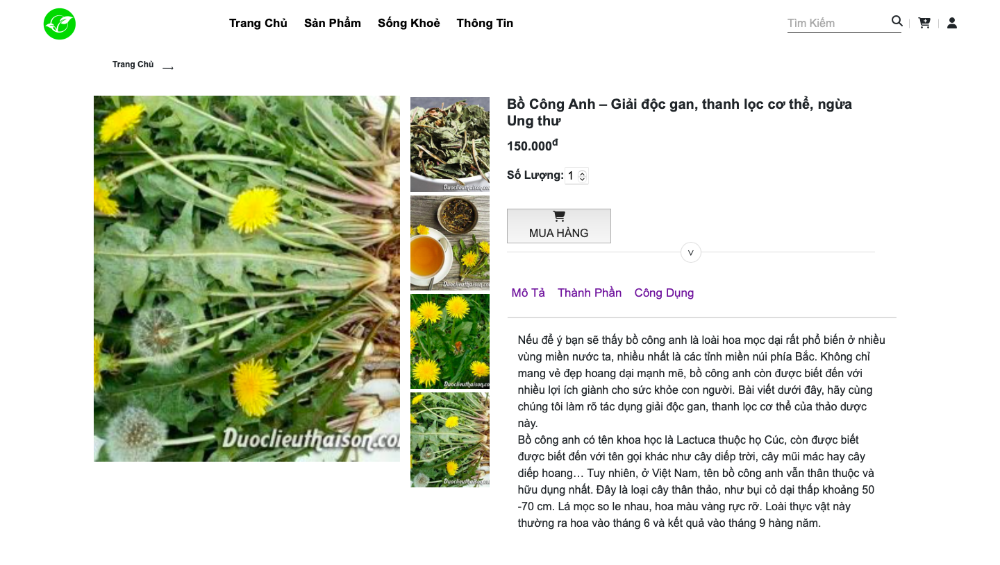 Trang Chủ Sản Phẩm Sống Khoẻ Thông Tin Tìm Kiếm
Trang Chủ
Duoclieuthaison.co
Duoclieuthaison.co
Duoclieuthaison.co
Duoclieuthaison.co
Duoclieuthaison.co
Bồ Công Anh – Giải độc gan, thanh lọc cơ thể, ngừa
Ung thư
150.000đ
Số Lượng: 1
MUA HÀNG
V
Mô Tả Thành Phần Công Dụng
Nếu để ý bạn sẽ thấy bồ công anh là loài hoa mọc dại rất phổ biến ở nhiều
vùng miền nước ta, nhiều nhất là các tỉnh miền núi phía Bắc. Không chỉ
mang vẻ đẹp hoang dại mạnh mẽ, bồ công anh còn được biết đến với
nhiều lợi ích giành cho sức khỏe con người. Bài viết dưới đây, hãy cùng
chúng tôi làm rõ tác dụng giải độc gan, thanh lọc cơ thể của thảo dược
này.
Bồ công anh có tên khoa học là Lactuca thuộc họ Cúc, còn được biết
được biết đến với tên gọi khác như cây diếp trời, cây mũi mác hay cây
diếp hoang… Tuy nhiên, ở Việt Nam, tên bồ công anh vẫn thân thuộc và
hữu dụng nhất. Đây là loại cây thân thảo, như bụi cỏ dại thấp khoảng 50
-70 cm. Lá mọc so le nhau, hoa màu vàng rực rỡ. Loài thực vật này
thường ra hoa vào tháng 6 và kết quả vào tháng 9 hàng năm.